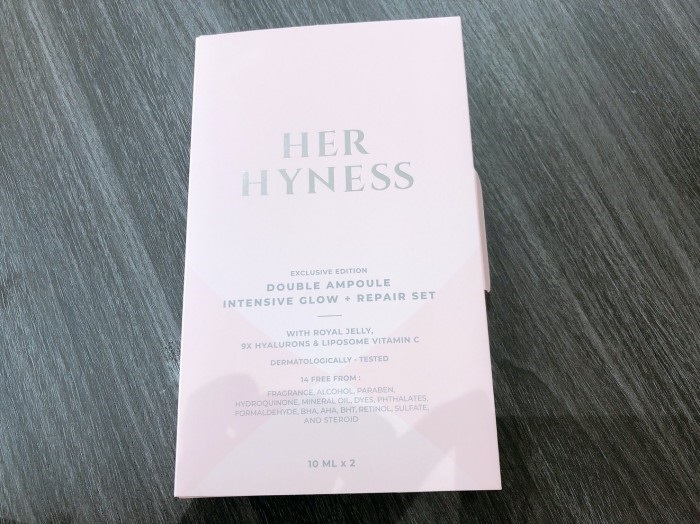 HER
HYNESS
EXCLUSIVE EDITION
DOUBLE AMPOULE
INTENSIVE GLOW + REPAIR SET
WITH ROYAL JELLY,
9X HYALURONS & LIPOSOME VITAMIN C
DERMATOLOGICALLY - TESTED
14 FREE FROM :
FRAGRANCE, ALCOHOL, PARABEN,
HYDROQUINONE, MINERAL OIL, DYES, PHTHALATES,
FORMALDEHYDE, BHA, AHA, BHT, RETINOL, SULFATE,
AND STEROID
10 ML x 2